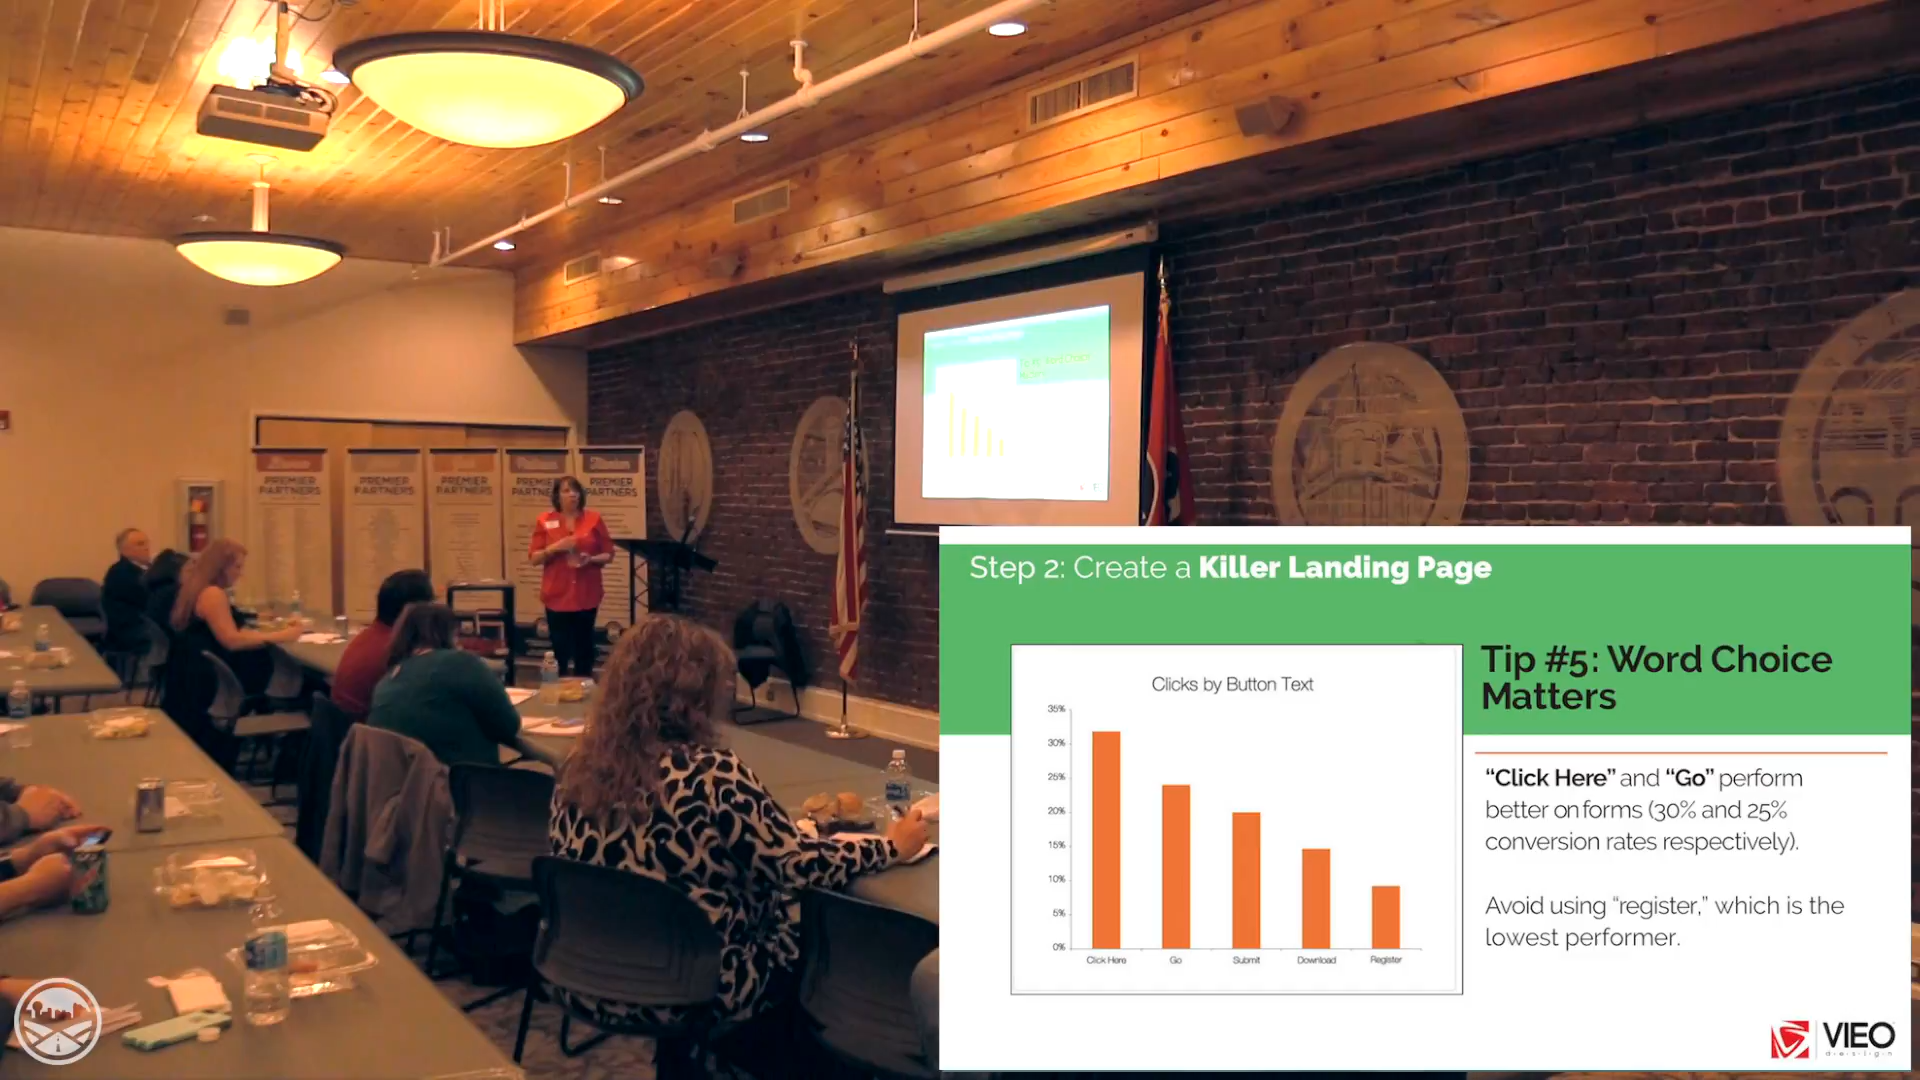 PREMIER
PARTNERS
PREMIER
PARTNERS
PREMIER
PARTNERS
PREMIER
PREMIER
PARTNERS
Step 2: Create a Killer Landing Page
Tip #5: Word Choice
Matters
Clicks by Button Text
35%
30%
25%
20%
15%
10%
5%
0%
Click Here
Go
Submit
Download
Register
“Click Here” and “Go” perform
better on forms (30% and 25%
conversion rates respectively).
Avoid using “register,” which is the
lowest performer.
VIEO
design